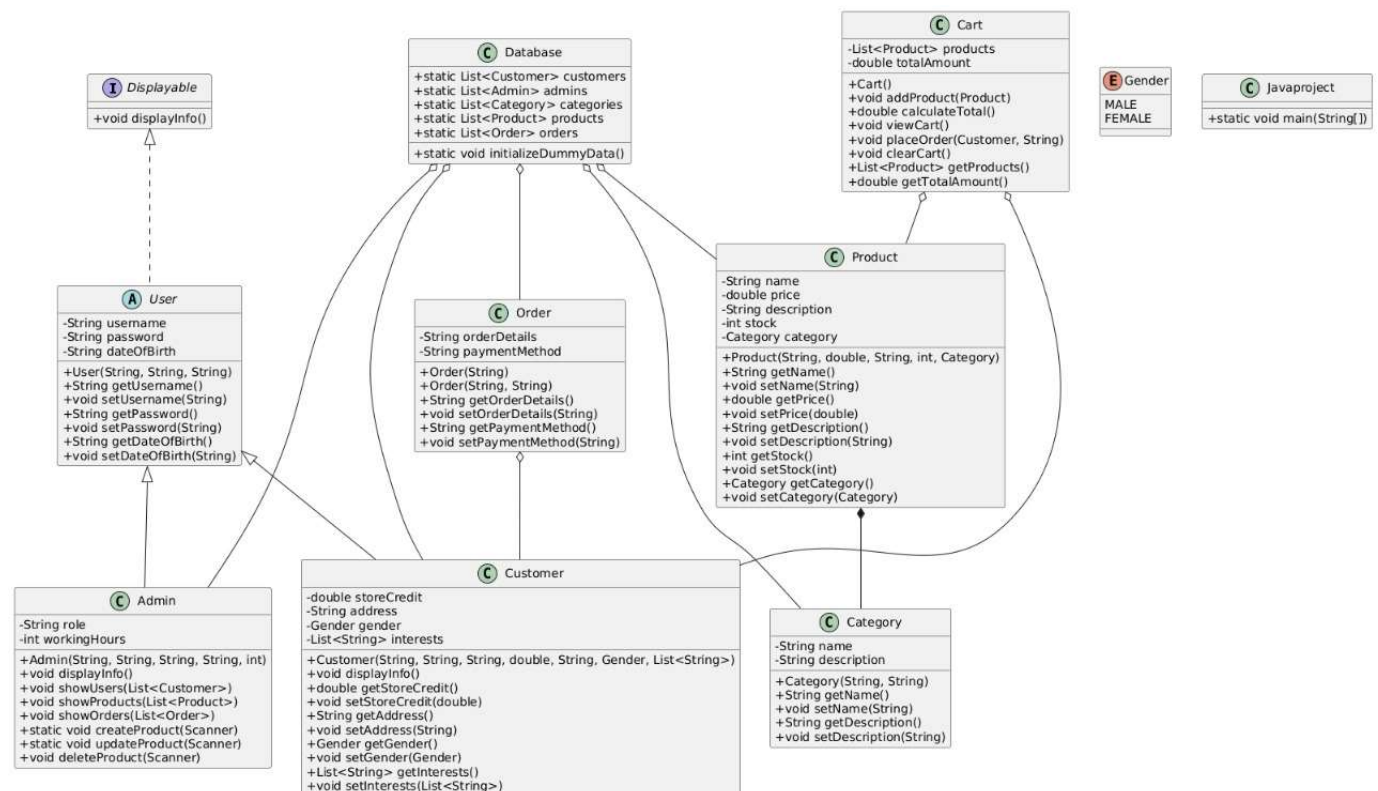 I Displayable
+void displayInfo()
C Database
+static List<Customer> customers
+static List<Admin> admins
+static List<Category> categories
+static List<Product> products
+static List<Order> orders
+static void initializeDummyData()
C Cart
-List<Product> products
-double totalAmount
+Cart()
+void addProduct(Product)
+double calculateTotal()
+void viewCart()
+void placeOrder(Customer, String)
+void clearCart()
+List<Product> getProducts()
+double getTotalAmount()
E Gender
MALE
FEMALE
C Javaproject
+static void main(String[])
A User
-String username
-String password
-String dateOfBirth
+User(String, String, String)
+String getUsername()
+void setUsername(String)
+String getPassword()
+void setPassword(String)
+String getDateOfBirth()
+void setDateOfBirth(String)
C Order
-String orderDetails
-String paymentMethod
+Order(String)
+Order(String, String)
+String getOrderDetails()
+void setOrderDetails(String)
+String getPaymentMethod()
+void setPaymentMethod(String)
C Product
-String name
-double price
-String description
-int stock
-Category category
+Product(String, double, String, int, Category)
+String getName()
+void setName(String)
+double getPrice()
+void setPrice(double)
+String getDescription()
+void setDescription(String)
+int getStock()
+void setStock(int)
+Category getCategory()
+void setCategory(Category)
C Admin
-String role
-int workingHours
+Admin(String, String, String, String, int)
+void displayInfo()
+void showUsers(List<Customer>)
+void showProducts(List<Product>)
+void showOrders(List<Order>)
+static void createProduct(Scanner)
+static void updateProduct(Scanner)
+void deleteProduct(Scanner)
C Customer
-double storeCredit
-String address
-Gender gender
-List<String> interests
+Customer(String, String, String, double, String, Gender, List<String>)
+void displayInfo()
+double getStoreCredit()
+void setStoreCredit(double)
+String getAddress()
+void setAddress(String)
+Gender getGender()
+void setGender(Gender)
+List<String> getInterests()
+void setInterests(List<String>)
C Category
-String name
-String description
+Category(String, String)
+String getName()
+void setName(String)
+String getDescription()
+void setDescription(String)